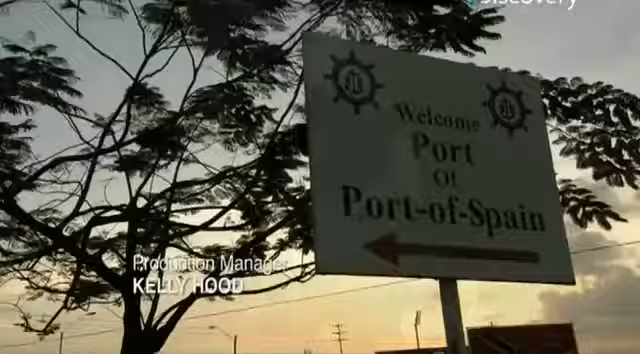 Discovery
Welcome
Port
Of
Port-of-Spain
Production Manager
KELLY HOOD